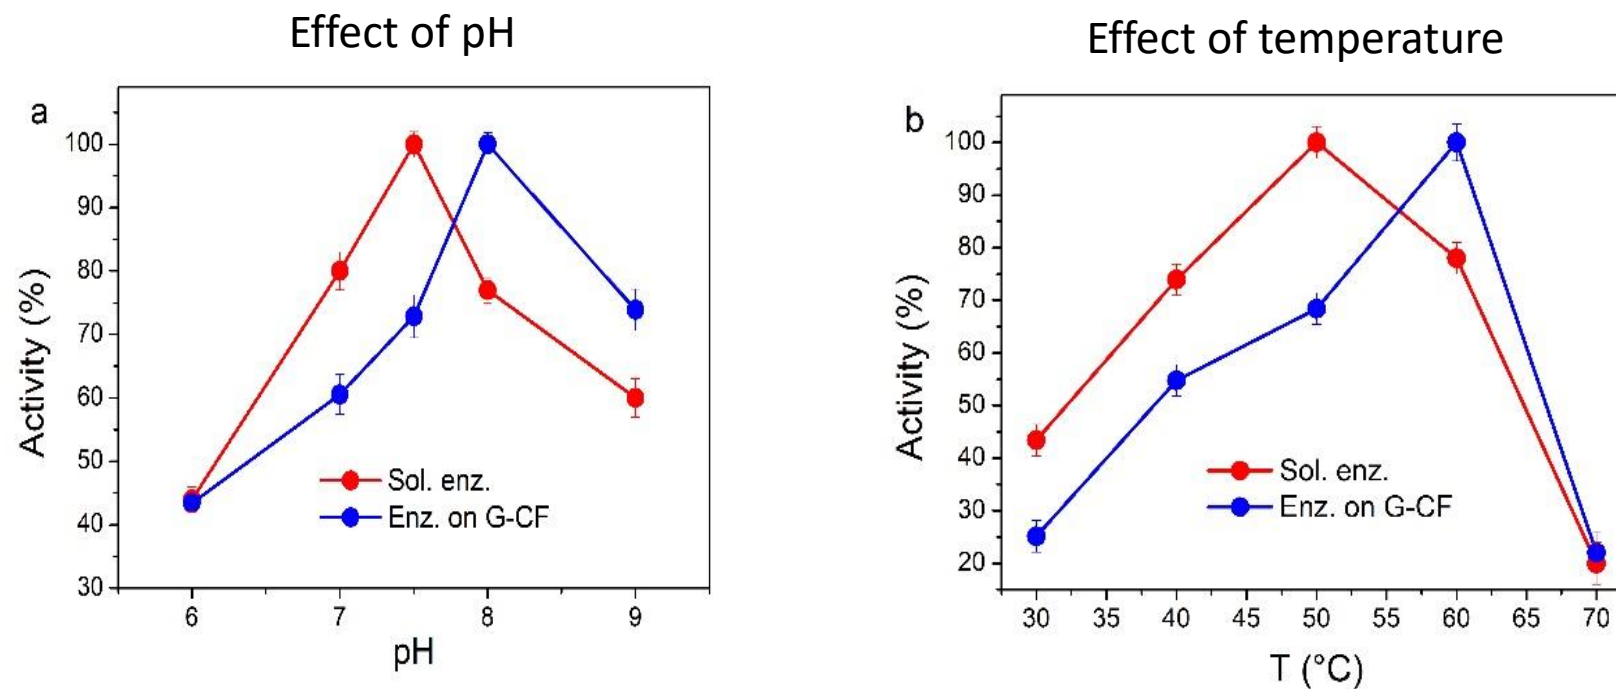 Effect of pH
Effect of temperature
a
100
90
80
70
60
50
40
30
Activity (%)
Sol. enz.
Enz. on G-CF
6 7 8 9
pH
b
100
90
80
70
60
50
40
30
20
Activity (%)
Sol. enz.
Enz. on G-CF
30 35 40 45 50 55 60 65 70
T (°C)